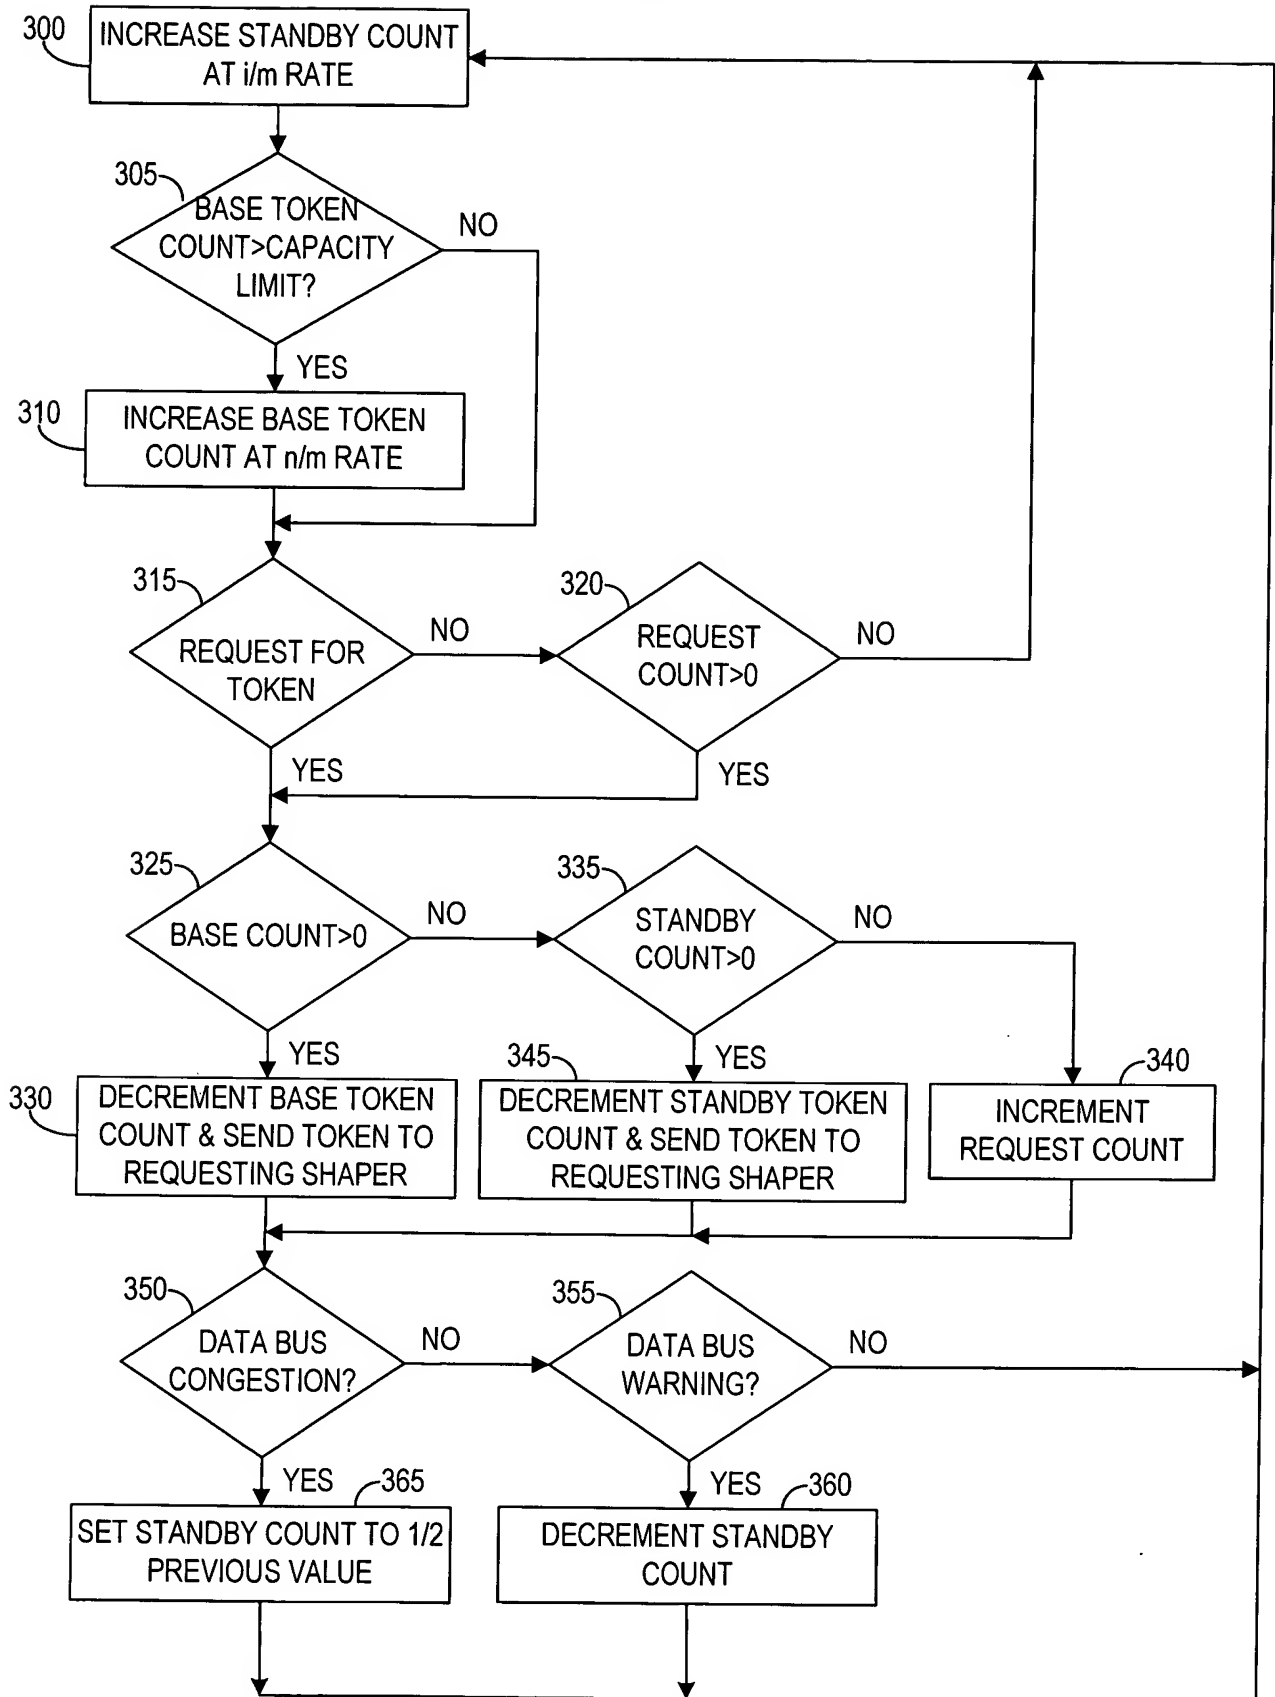 300
INCREASE STANDBY COUNT
AT i/m RATE
305
BASE TOKEN
COUNT>CAPACITY
LIMIT?
NO
YES
310
INCREASE BASE TOKEN
COUNT AT n/m RATE
315
REQUEST FOR
TOKEN
NO
320
REQUEST
COUNT>0
NO
YES
YES
325
BASE COUNT>0
NO
335
STANDBY
COUNT>0
NO
YES
YES
330
DECREMENT BASE TOKEN
COUNT & SEND TOKEN TO
REQUESTING SHAPER
345
DECREMENT STANDBY TOKEN
COUNT & SEND TOKEN TO
REQUESTING SHAPER
340
INCREMENT
REQUEST COUNT
350
DATA BUS
CONGESTION?
NO
355
DATA BUS
WARNING?
NO
YES
365
SET STANDBY COUNT TO 1/2
PREVIOUS VALUE
YES
360
DECREMENT STANDBY
COUNT